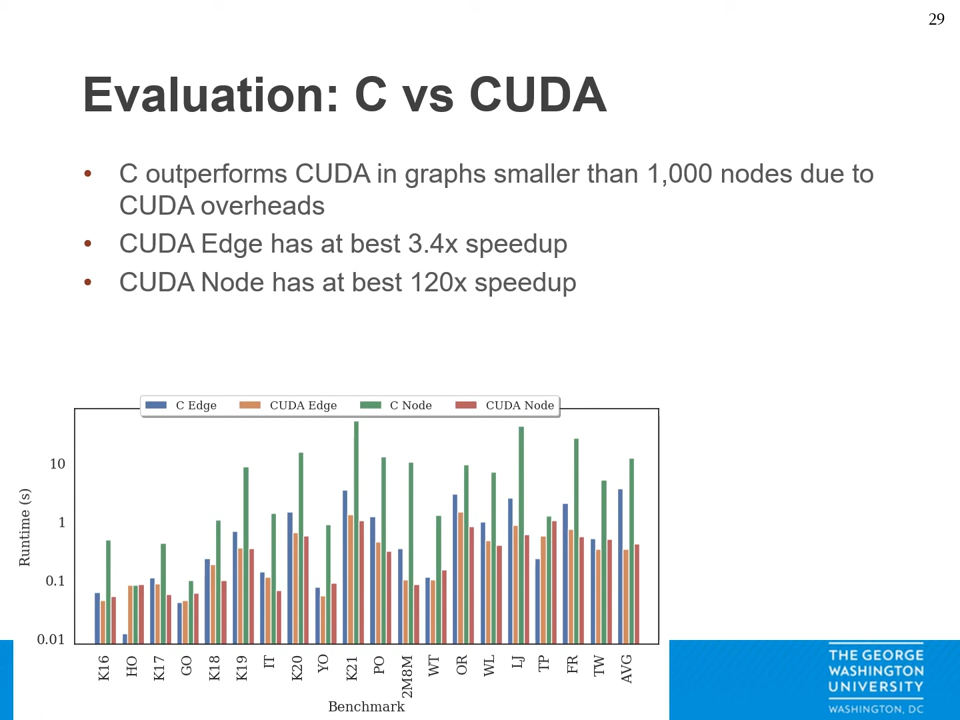 29
Evaluation: C vs CUDA
• C outperforms CUDA in graphs smaller than 1,000 nodes due to
CUDA overheads
• CUDA Edge has at best 3.4x speedup
• CUDA Node has at best 120x speedup
C Edge CUDA Edge C Node CUDA Node
10
1
0.1
0.01
Runtime (s)
K16 HO K17 GO K18 K19 IT K20 YO K21 PO 2M8M WT OR WL LJ TP FR TW AVG
Benchmark
THE GEORGE
WASHINGTON
UNIVERSITY
WASHINGTON, DC